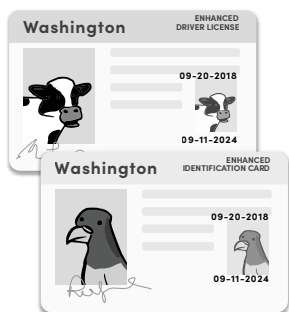 Washington
ENHANCED
DRIVER LICENSE
09-20-2018
09-11-2024
Washington
ENHANCED
IDENTIFICATION CARD
09-20-2018
09-11-2024